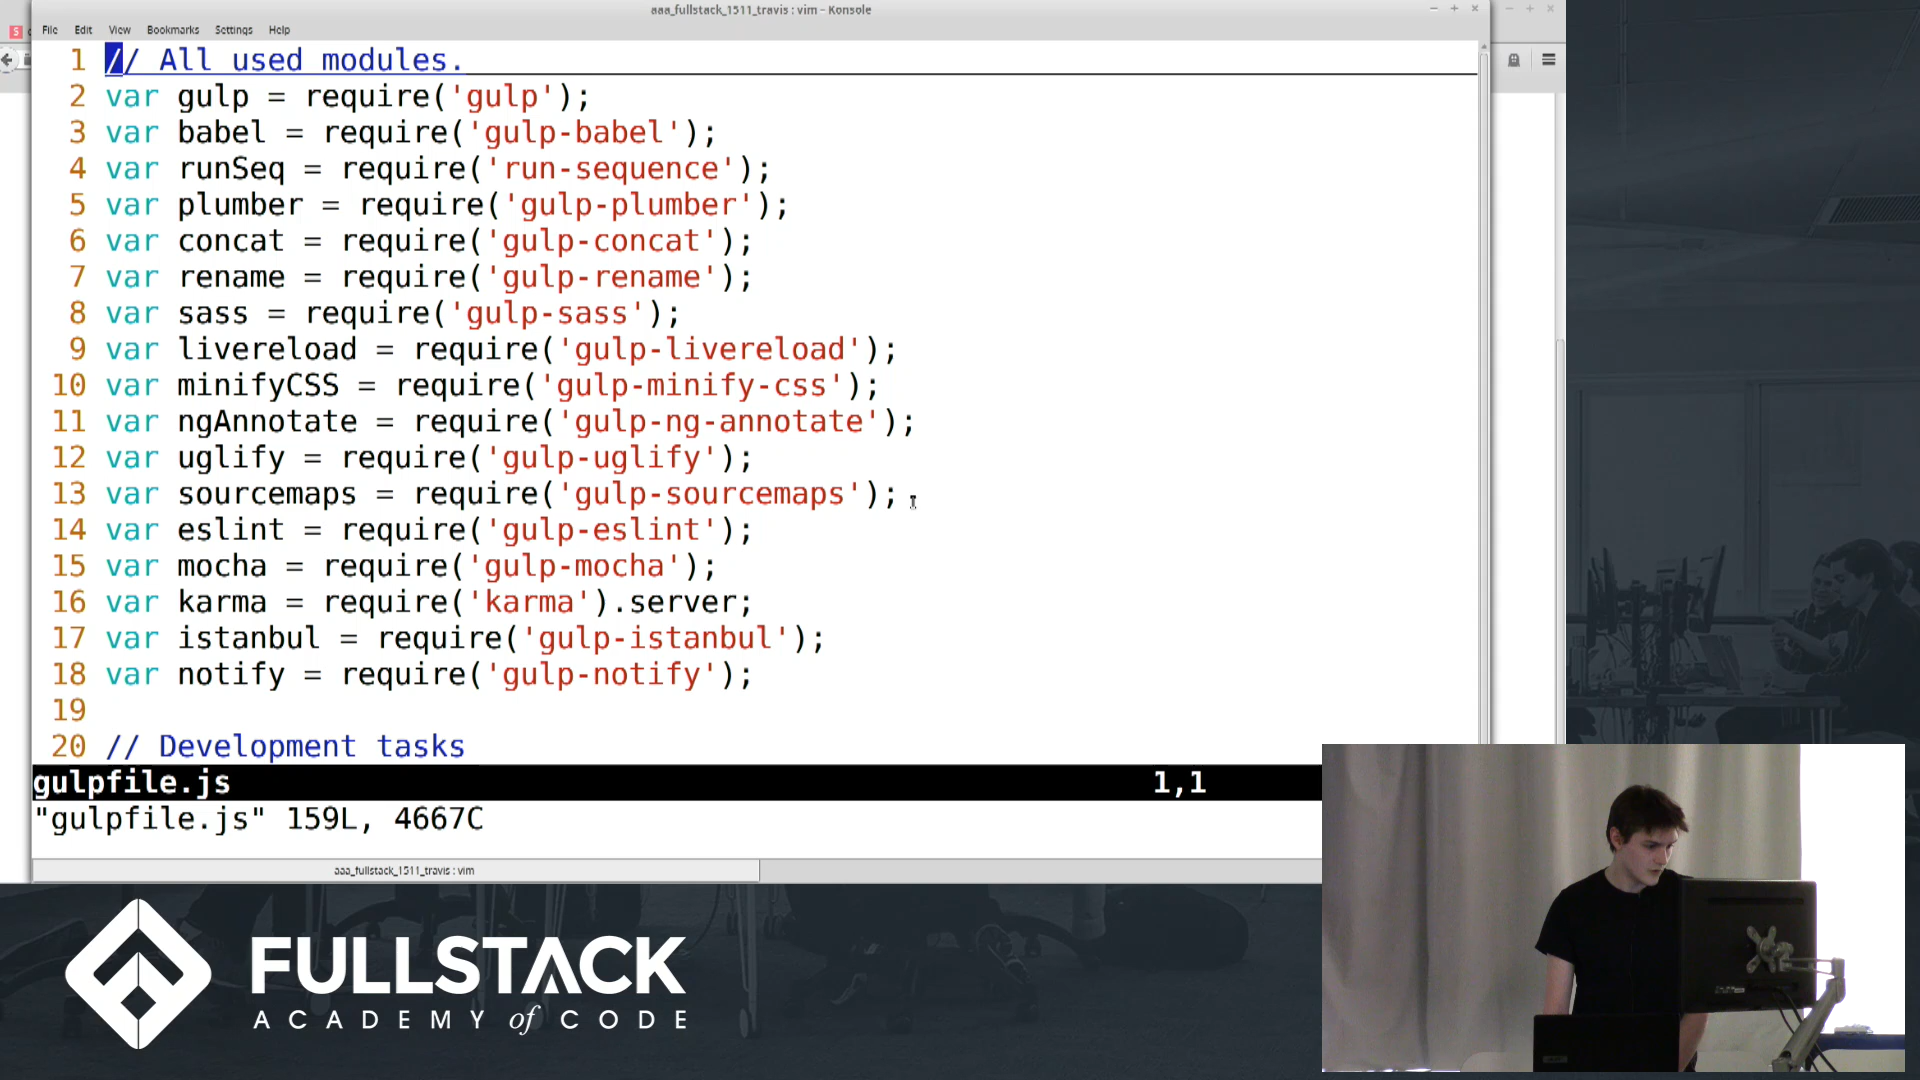 aaa_fullstack_1511_travis : vim – Konsole
File Edit View Bookmarks Settings Help
1 // All used modules.
2 var gulp = require('gulp');
3 var babel = require('gulp-babel');
4 var runSeq = require('run-sequence');
5 var plumber = require('gulp-plumber');
6 var concat = require('gulp-concat');
7 var rename = require('gulp-rename');
8 var sass = require('gulp-sass');
9 var livereload = require('gulp-livereload');
10 var minifyCSS = require('gulp-minify-css');
11 var ngAnnotate = require('gulp-ng-annotate');
12 var uglify = require('gulp-uglify');
13 var sourcemaps = require('gulp-sourcemaps');
14 var eslint = require('gulp-eslint');
15 var mocha = require('gulp-mocha');
16 var karma = require('karma').server;
17 var istanbul = require('gulp-istanbul');
18 var notify = require('gulp-notify');
19
20 // Development tasks
gulpfile.js 1,1
"gulpfile.js" 159L, 4667C
aaa_fullstack_1511_travis : vim
FULLSTACK
ACADEMY of CODE